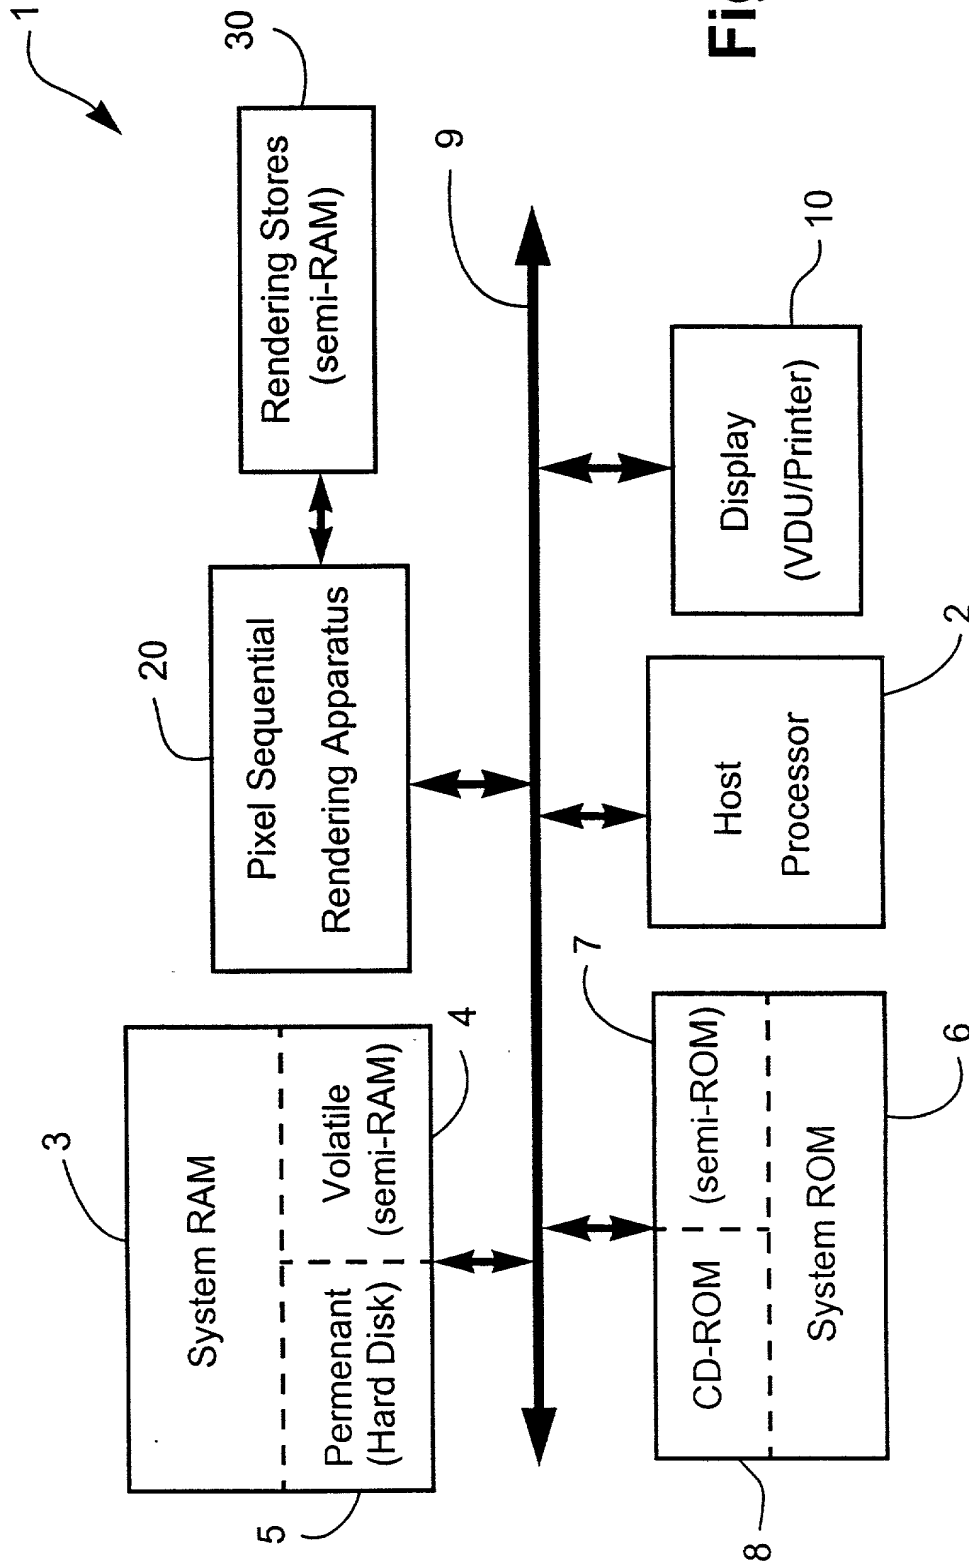 1
3
System RAM
Permenant
(Hard Disk)
Volatile
(semi-RAM)
5
4
20
Pixel Sequential
Rendering Apparatus
30
Rendering Stores
(semi-RAM)
9
7
CD-ROM
(semi-ROM)
System ROM
8
6
Host
Processor
2
Display
(VDU/Printer)
10
Fig